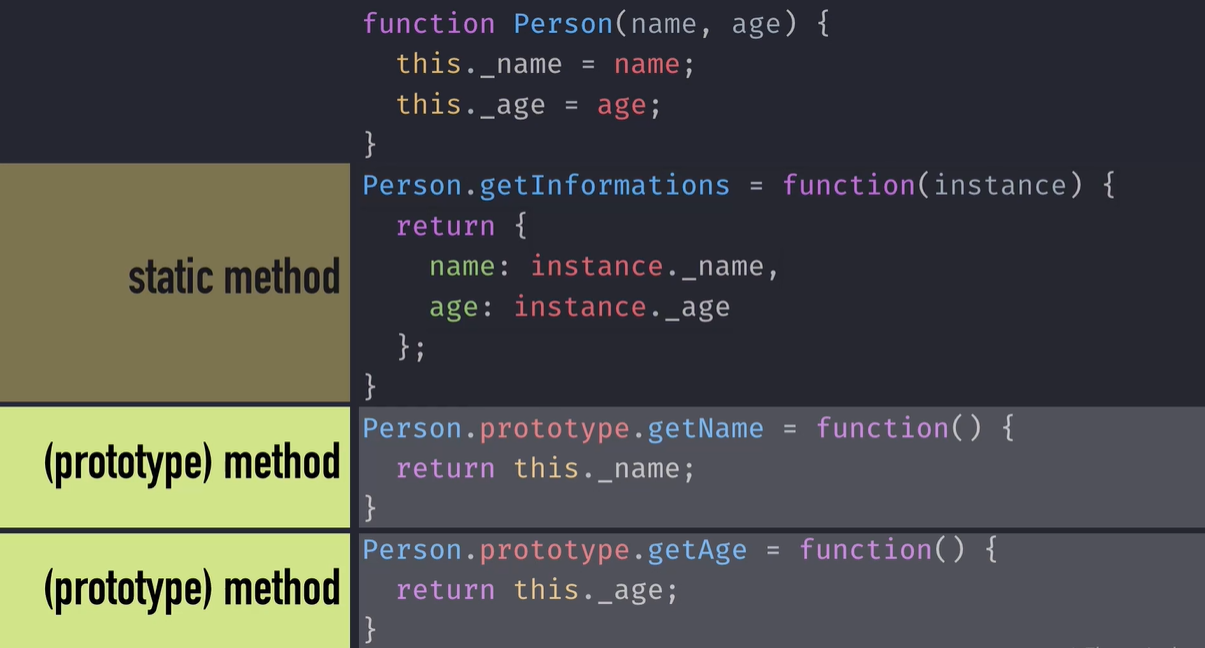 function Person(name, age) {
  this._name = name;
  this._age = age;
}
Person.getInformations = function(instance) {
  return {
static method
    name: instance._name,
    age: instance._age
  };
}
Person.prototype.getName = function() {
(prototype) method
  return this._name;
}
Person.prototype.getAge = function() {
(prototype) method
  return this._age;
}